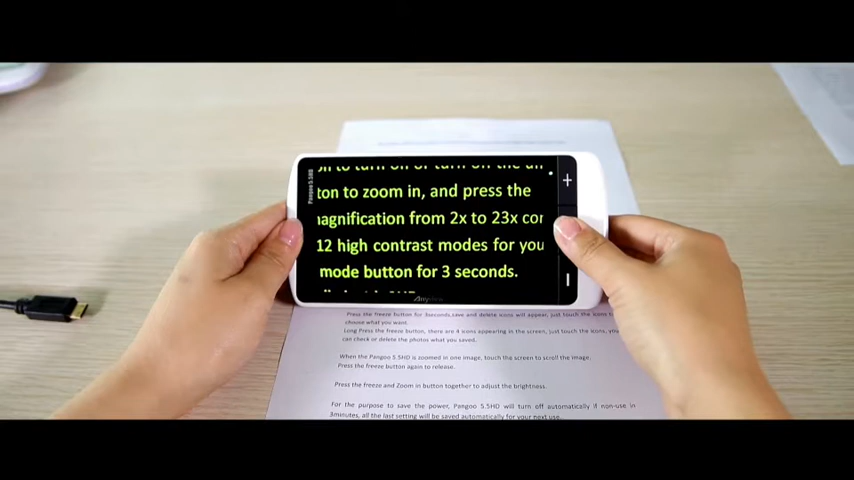 Pangoo 5.5HD
ton to zoom in, and press the
agnification from 2x to 23x cor
12 high contrast modes for you
mode button for 3 seconds.
+
–
Press the freeze button for 3seconds,save and delete icons will appear, just touch the icons
choose what you want.
Long Press the freeze button, there are 4 icons appearing in the screen, just touch the icons, you
can check or delete the photos what you saved.
When the Pangoo 5.5HD is zoomed in one image, touch the screen to scroll the image.
Press the freeze button again to release.
Press the freeze and Zoom in button together to adjust the brightness.
For the purpose to save the power, Pangoo 5.5HD will turn off automatically if non-use in
3minutes, all the last setting will be saved automatically for your next use.